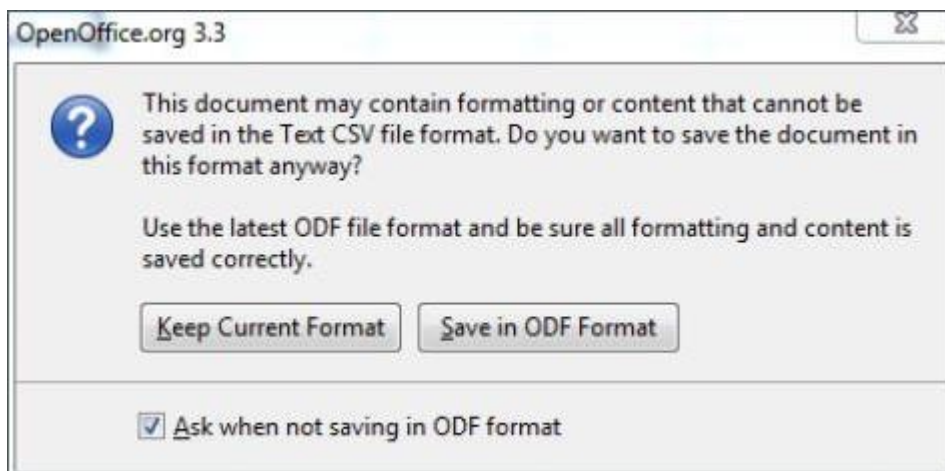 OpenOffice.org 3.3
This document may contain formatting or content that cannot be
saved in the Text CSV file format. Do you want to save the document in
this format anyway?
Use the latest ODF file format and be sure all formatting and content is
saved correctly.
Keep Current Format Save in ODF Format
Ask when not saving in ODF format